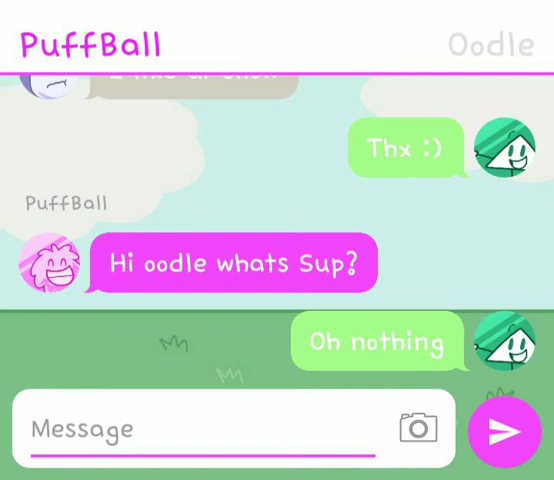 PuffBall
Oodle
Thx :)
PuffBall
Hi oodle whats Sup?
Oh nothing
Message